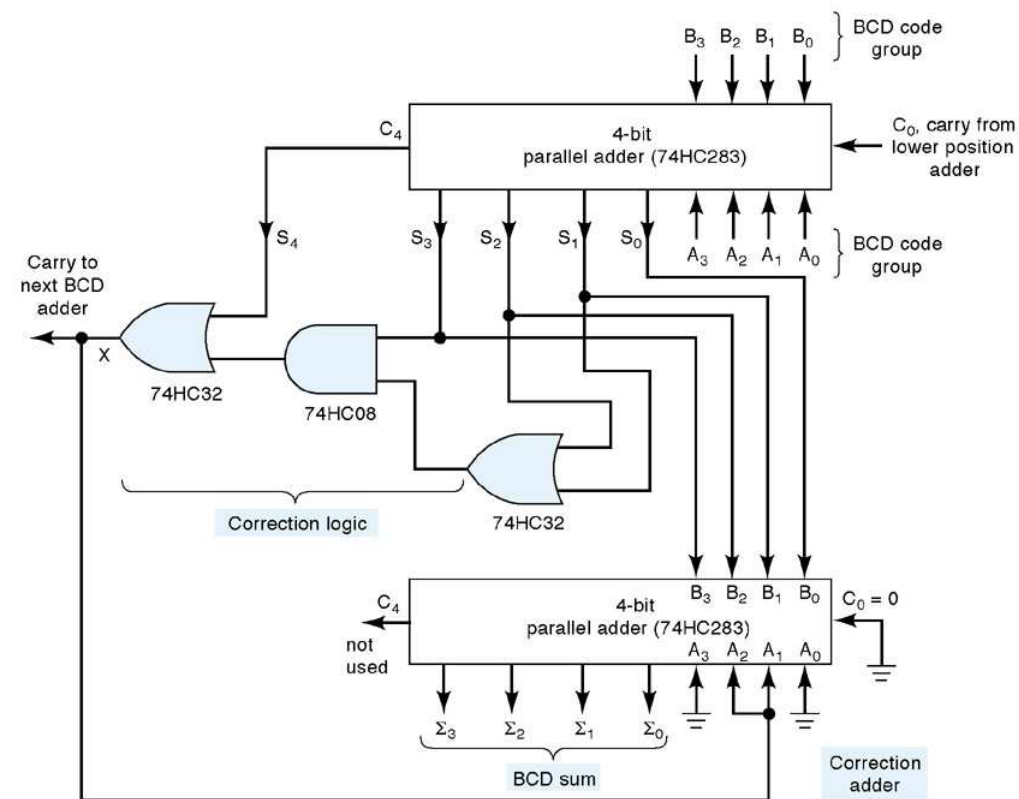 B₃ B₂ B₁ B₀
BCD code
group
C₄
4-bit
parallel adder (74HC283)
C₀, carry from
lower position
adder
S₄
S₃
S₂
S₁
S₀
A₃ A₂ A₁ A₀
BCD code
group
Carry to
next BCD
adder
X
74HC32
74HC08
74HC32
Correction logic
C₄
not
used
4-bit
parallel adder (74HC283)
B₃ B₂ B₁ B₀
A₃ A₂ A₁ A₀
C₀ = 0
Σ₃ Σ₂ Σ₁ Σ₀
BCD sum
Correction
adder